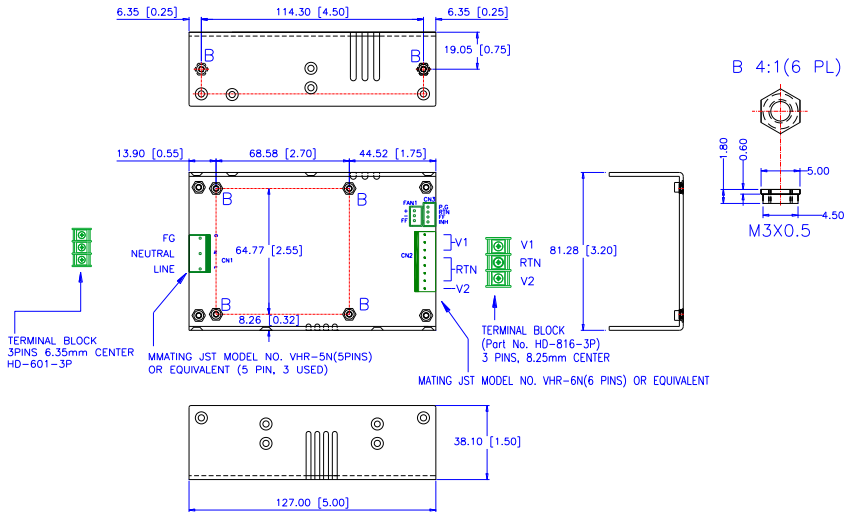 6.35 [0.25]
114.30 [4.50]
6.35 [0.25]
19.05 [0.75]
B
B
B 4:1(6 PL)
13.90 [0.55]
68.58 [2.70]
44.52 [1.75]
1.80
0.60
5.00
4.50
M3X0.5
B
B
FAN1
+
FF
CN3
P.G
RTN
FF
INH
FG
NEUTRAL
LINE
CN1
64.77 [2.55]
CN2
V1
RTN
V2
V1
RTN
V2
81.28 [3.20]
B
B
8.26 [0.32]
TERMINAL BLOCK
3PINS 6.35mm CENTER
HD-601-3P
MMATING JST MODEL NO. VHR-5N(5PINS)
OR EQUIVALENT (5 PIN, 3 USED)
TERMINAL BLOCK
(Part No. HD-816-3P)
3 PINS, 8.25mm CENTER
MATING JST MODEL NO. VHR-6N(6 PINS) OR EQUIVALENT
38.10 [1.50]
127.00 [5.00]